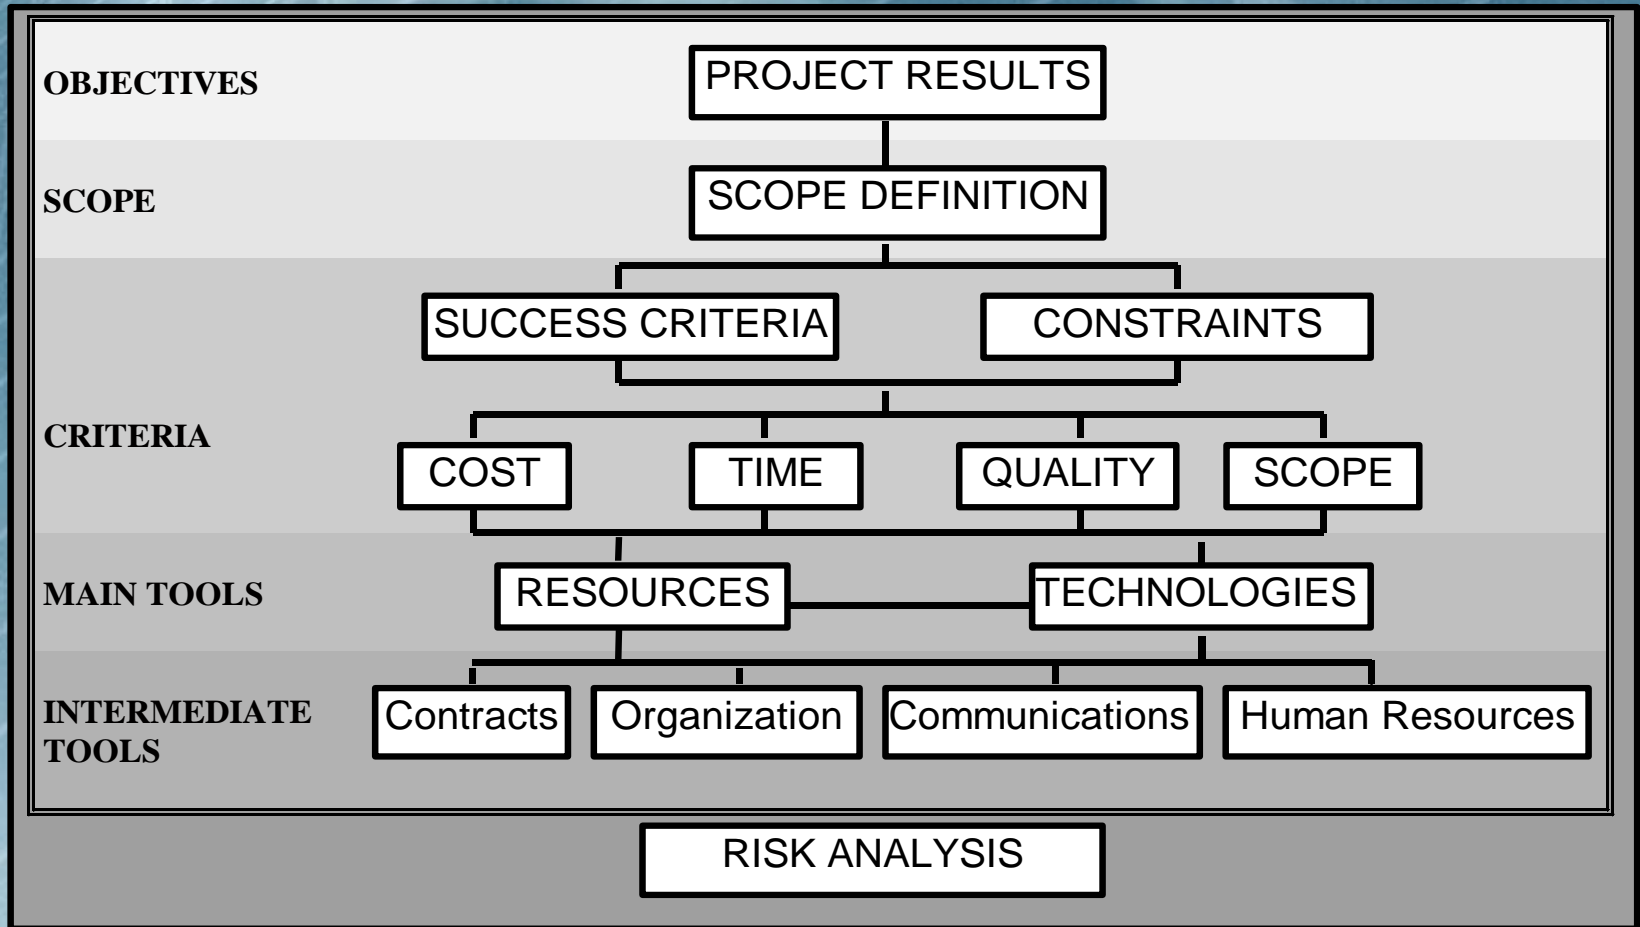 OBJECTIVES
PROJECT RESULTS
SCOPE
SCOPE DEFINITION
SUCCESS CRITERIA
CONSTRAINTS
CRITERIA
COST
TIME
QUALITY
SCOPE
MAIN TOOLS
RESOURCES
TECHNOLOGIES
INTERMEDIATE
TOOLS
Contracts
Organization
Communications
Human Resources
RISK ANALYSIS